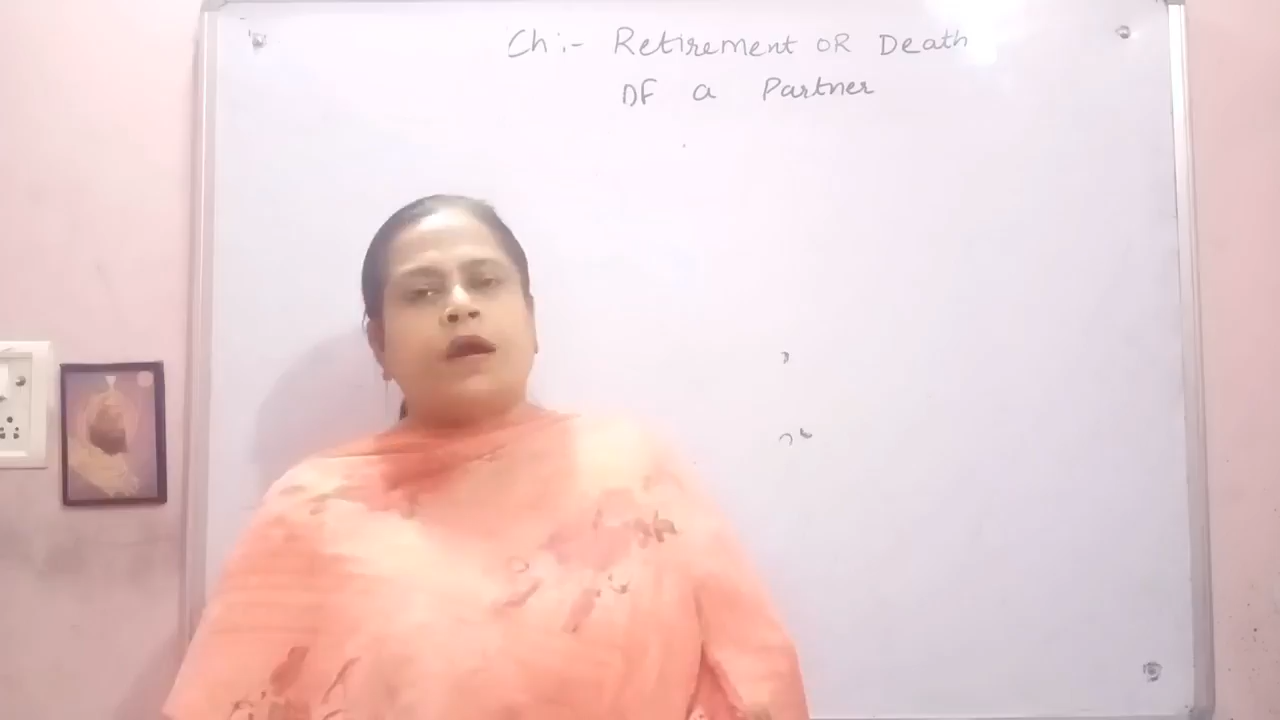 Ch:- Retirement OR Death
OF a Partner